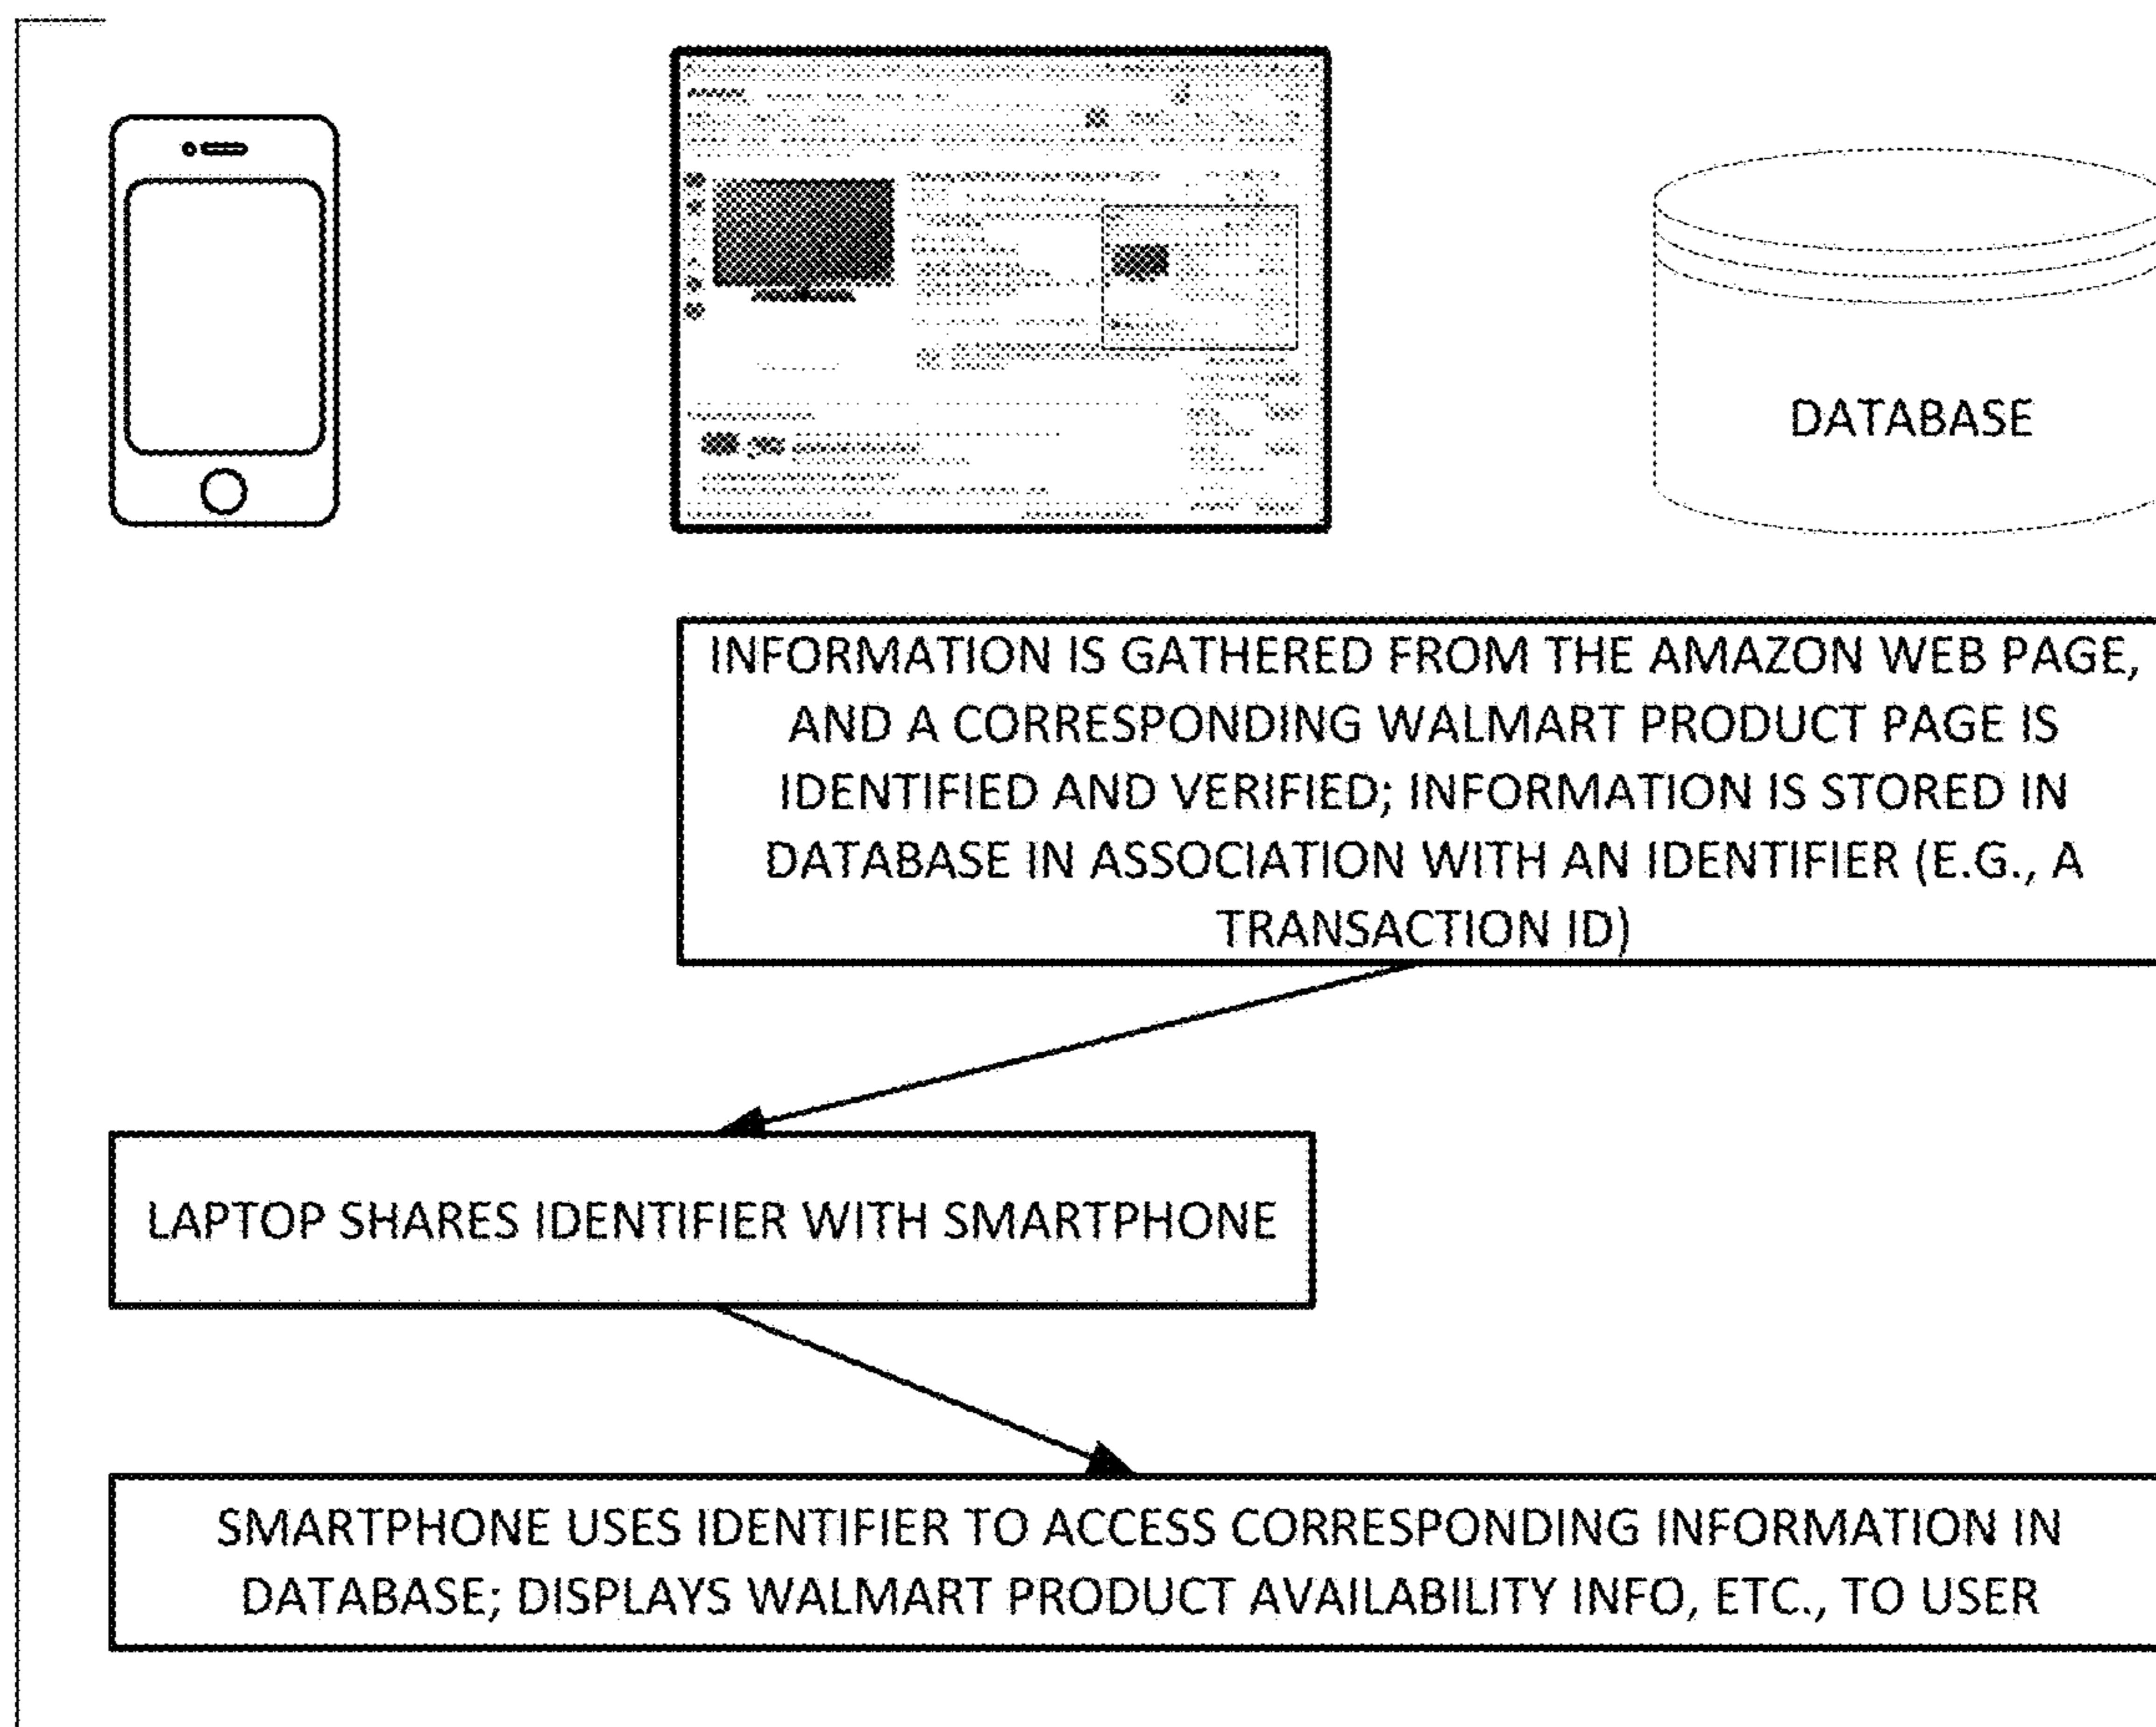 DATABASE
INFORMATION IS GATHERED FROM THE AMAZON WEB PAGE,
AND A CORRESPONDING WALMART PRODUCT PAGE IS
IDENTIFIED AND VERIFIED; INFORMATION IS STORED IN
DATABASE IN ASSOCIATION WITH AN IDENTIFIER (E.G., A
TRANSACTION ID)
LAPTOP SHARES IDENTIFIER WITH SMARTPHONE
SMARTPHONE USES IDENTIFIER TO ACCESS CORRESPONDING INFORMATION IN
DATABASE; DISPLAYS WALMART PRODUCT AVAILABILITY INFO, ETC., TO USER